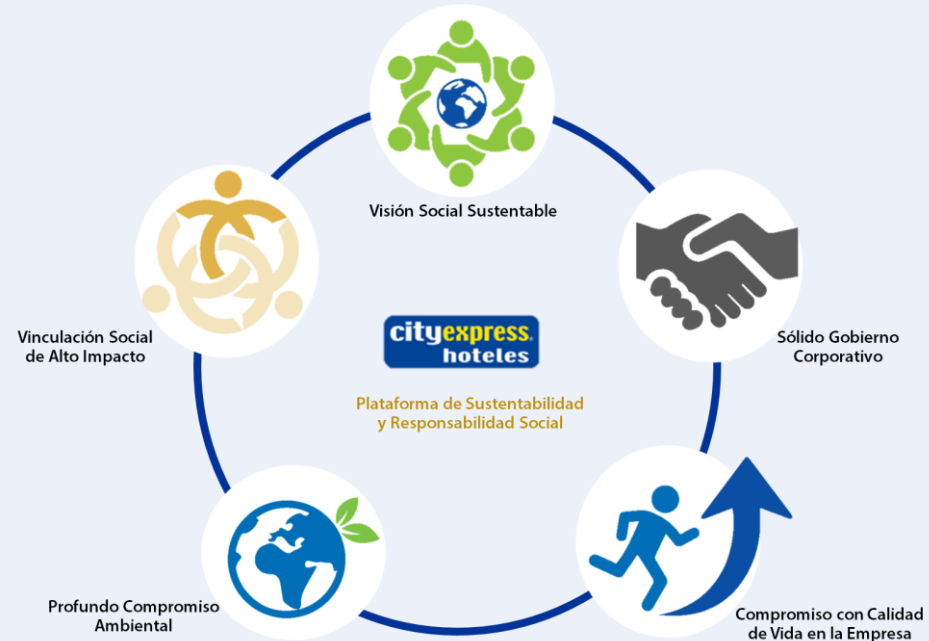 Visión Social Sustentable
Vinculación Social
de Alto Impacto
cityexpress.
hoteles
Sólido Gobierno
Corporativo
Plataforma de Sustentabilidad
y Responsabilidad Social
Profundo Compromiso
Ambiental
Compromiso con Calidad
de Vida en la Empresa